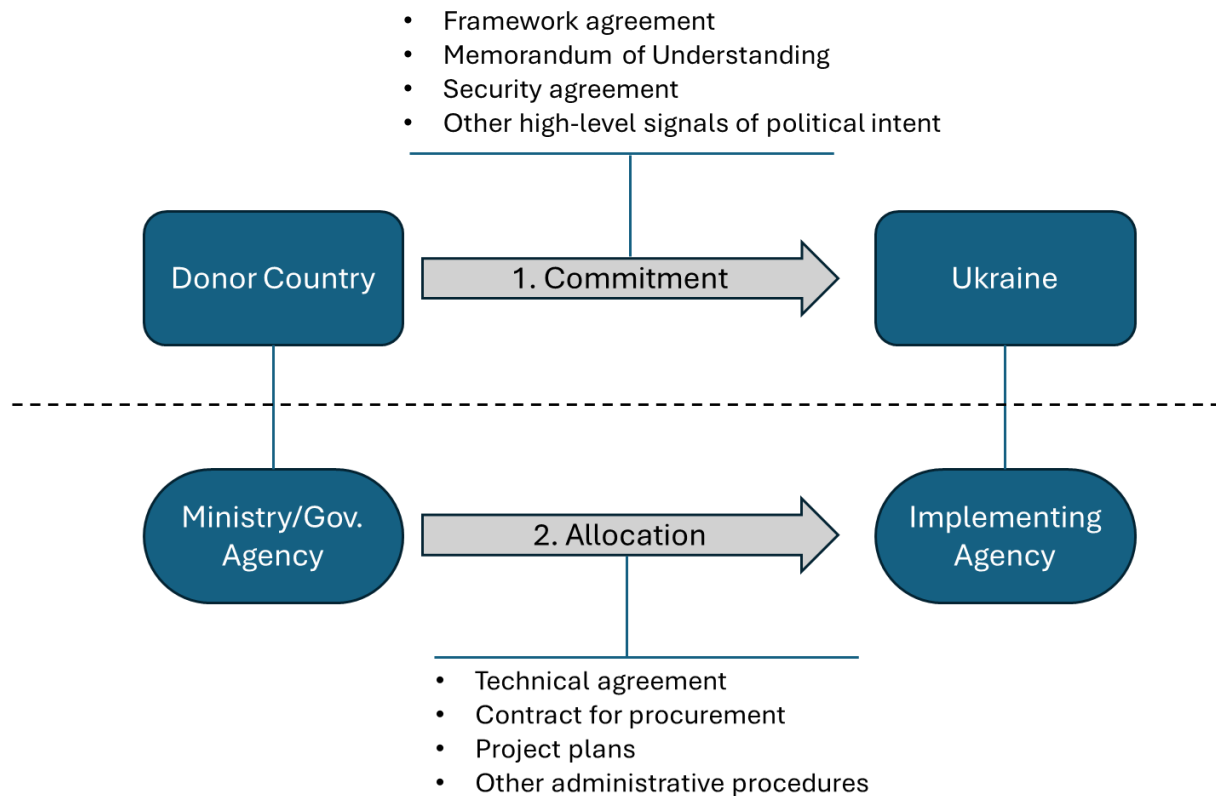 • Framework agreement
• Memorandum of Understanding
• Security agreement
• Other high-level signals of political intent
Donor Country
1. Commitment
Ukraine
Ministry/Gov.
Agency
2. Allocation
Implementing
Agency
• Technical agreement
• Contract for procurement
• Project plans
• Other administrative procedures